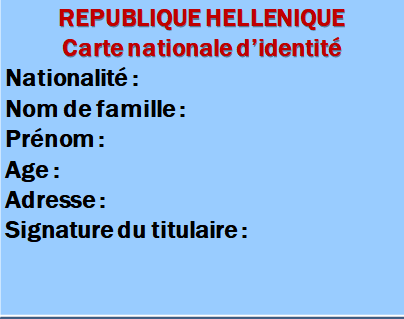 REPUBLIQUE HELLENIQUE
Carte nationale d’identité
Nationalité :
Nom de famille :
Prénom :
Age :
Adresse :
Signature du titulaire :